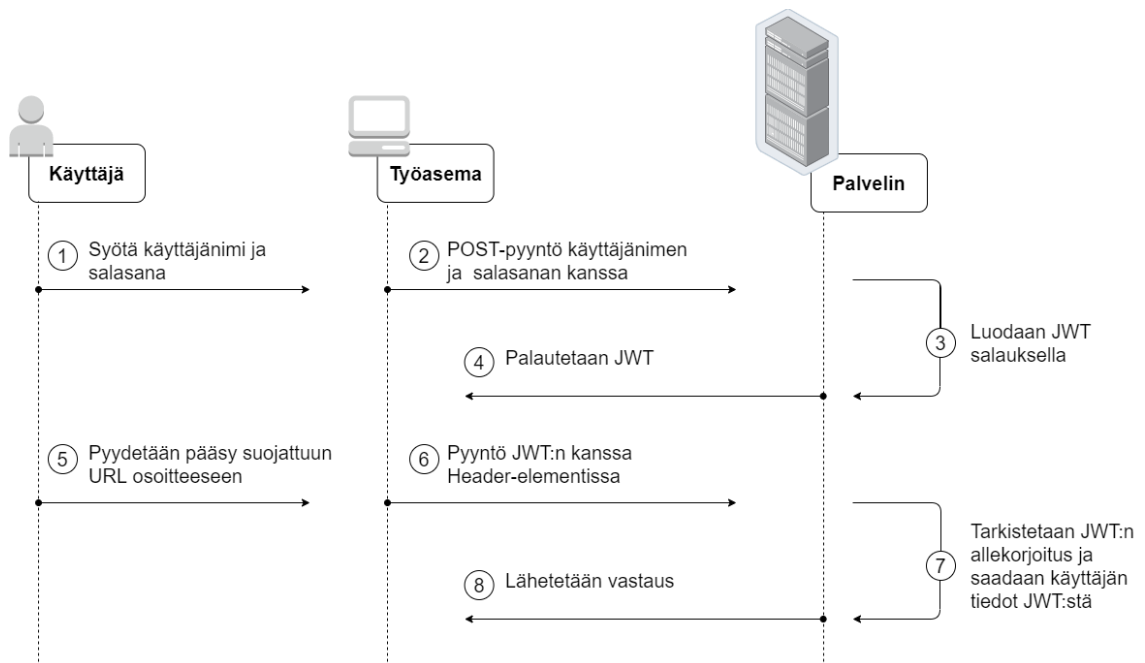 Käyttäjä
Työasema
Palvelin
1
Syötä käyttäjänimi ja
salasana
2
POST-pyyntö käyttäjänimen
ja salasanan kanssa
3
Luodaan JWT
salauksella
4
Palautetaan JWT
5
Pyydetään pääsy suojattuun
URL osoitteeseen
6
Pyyntö JWT:n kanssa
Header-elementissa
7
Tarkistetaan JWT:n
allekorjoitus ja
saadaan käyttäjän
tiedot JWT:stä
8
Lähetetään vastaus